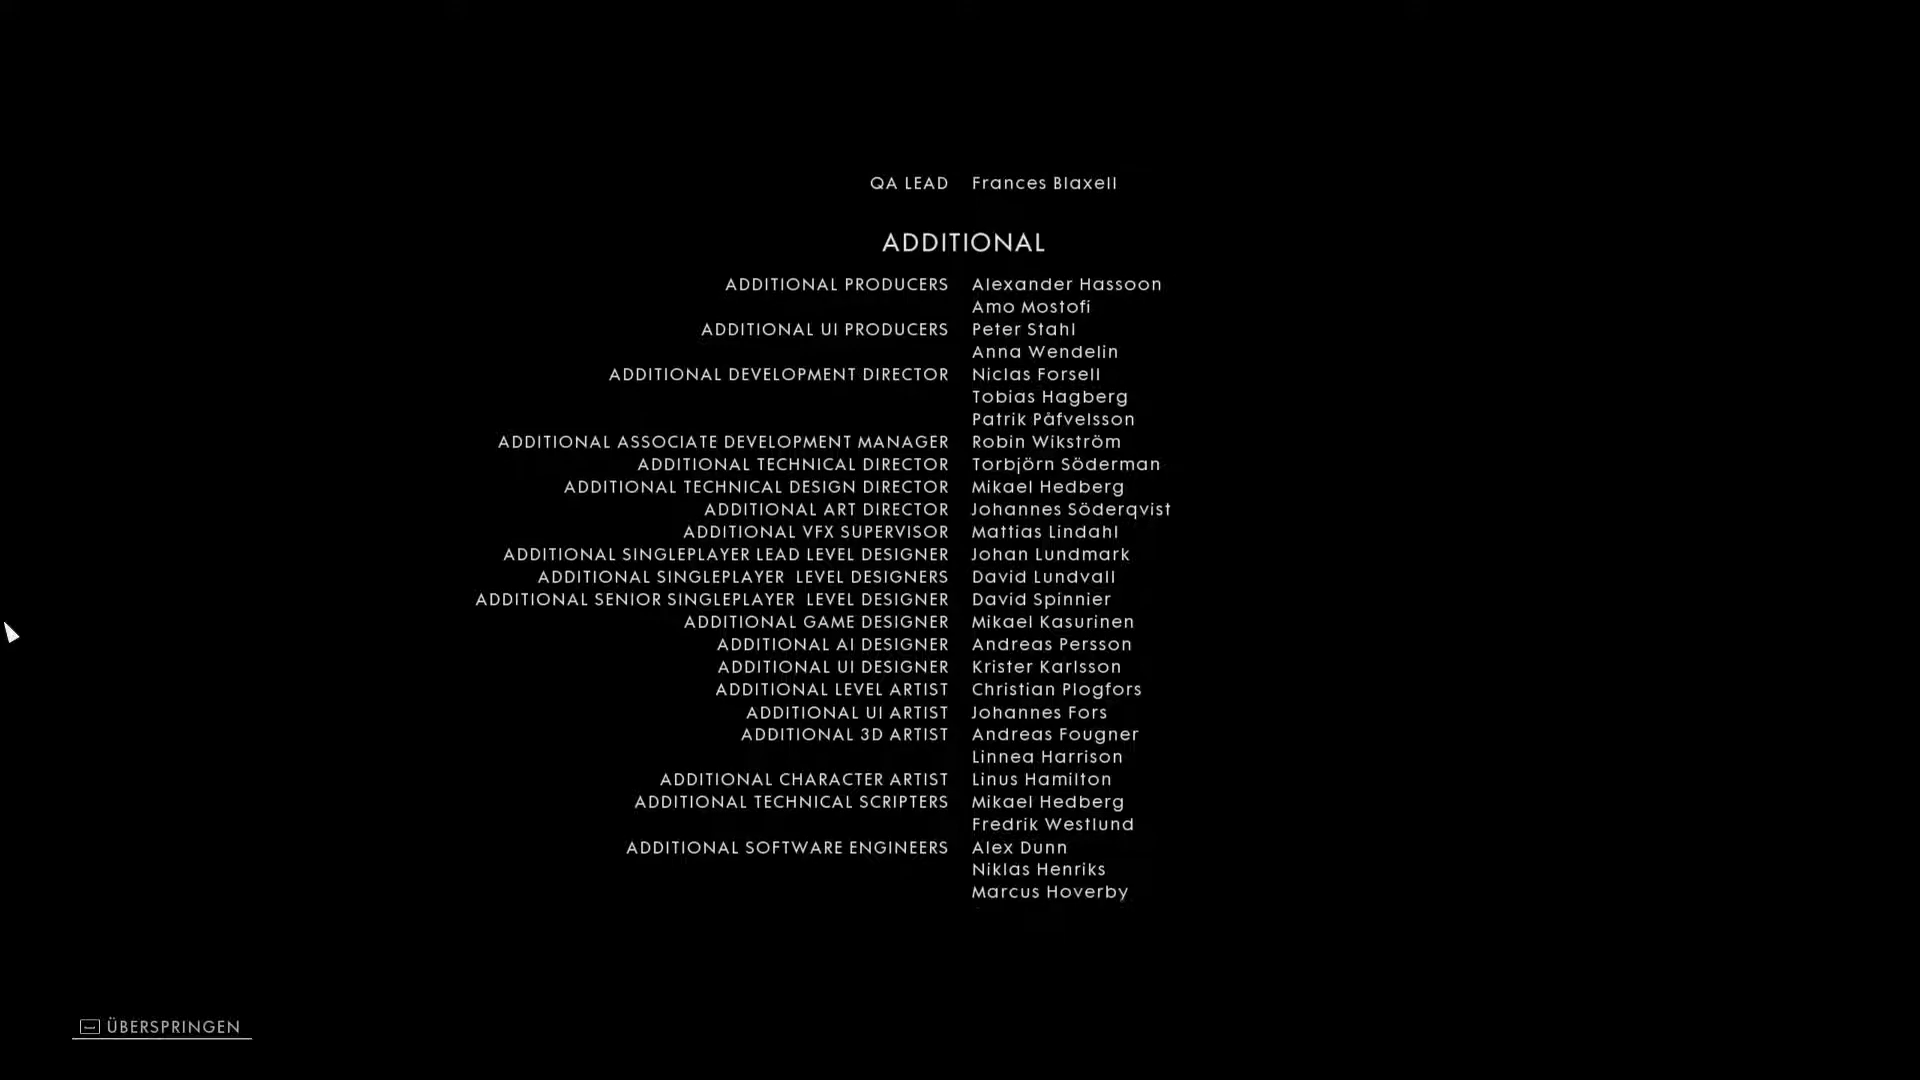 QA LEAD Frances Blaxell
ADDITIONAL
ADDITIONAL PRODUCERS Alexander Hassoon
Amo Mostofi
ADDITIONAL UI PRODUCERS Peter Stahl
Anna Wendelin
ADDITIONAL DEVELOPMENT DIRECTOR Niclas Forsell
Tobias Hagberg
Patrik Påfvelsson
ADDITIONAL ASSOCIATE DEVELOPMENT MANAGER Robin Wikström
ADDITIONAL TECHNICAL DIRECTOR Torbjörn Söderman
ADDITIONAL TECHNICAL DESIGN DIRECTOR Mikael Hedberg
ADDITIONAL ART DIRECTOR Johannes Söderqvist
ADDITIONAL VFX SUPERVISOR Mattias Lindahl
ADDITIONAL SINGLEPLAYER LEAD LEVEL DESIGNER Johan Lundmark
ADDITIONAL SINGLEPLAYER LEVEL DESIGNERS David Lundvall
ADDITIONAL SENIOR SINGLEPLAYER LEVEL DESIGNER David Spinnier
ADDITIONAL GAME DESIGNER Mikael Kasurinen
ADDITIONAL AI DESIGNER Andreas Persson
ADDITIONAL UI DESIGNER Krister Karlsson
ADDITIONAL LEVEL ARTIST Christian Plogfors
ADDITIONAL UI ARTIST Johannes Fors
ADDITIONAL 3D ARTIST Andreas Fougner
Linnea Harrison
ADDITIONAL CHARACTER ARTIST Linus Hamilton
ADDITIONAL TECHNICAL SCRIPTERS Mikael Hedberg
Fredrik Westlund
ADDITIONAL SOFTWARE ENGINEERS Alex Dunn
Niklas Henriks
Marcus Hoverby
ÜBERSPRINGEN